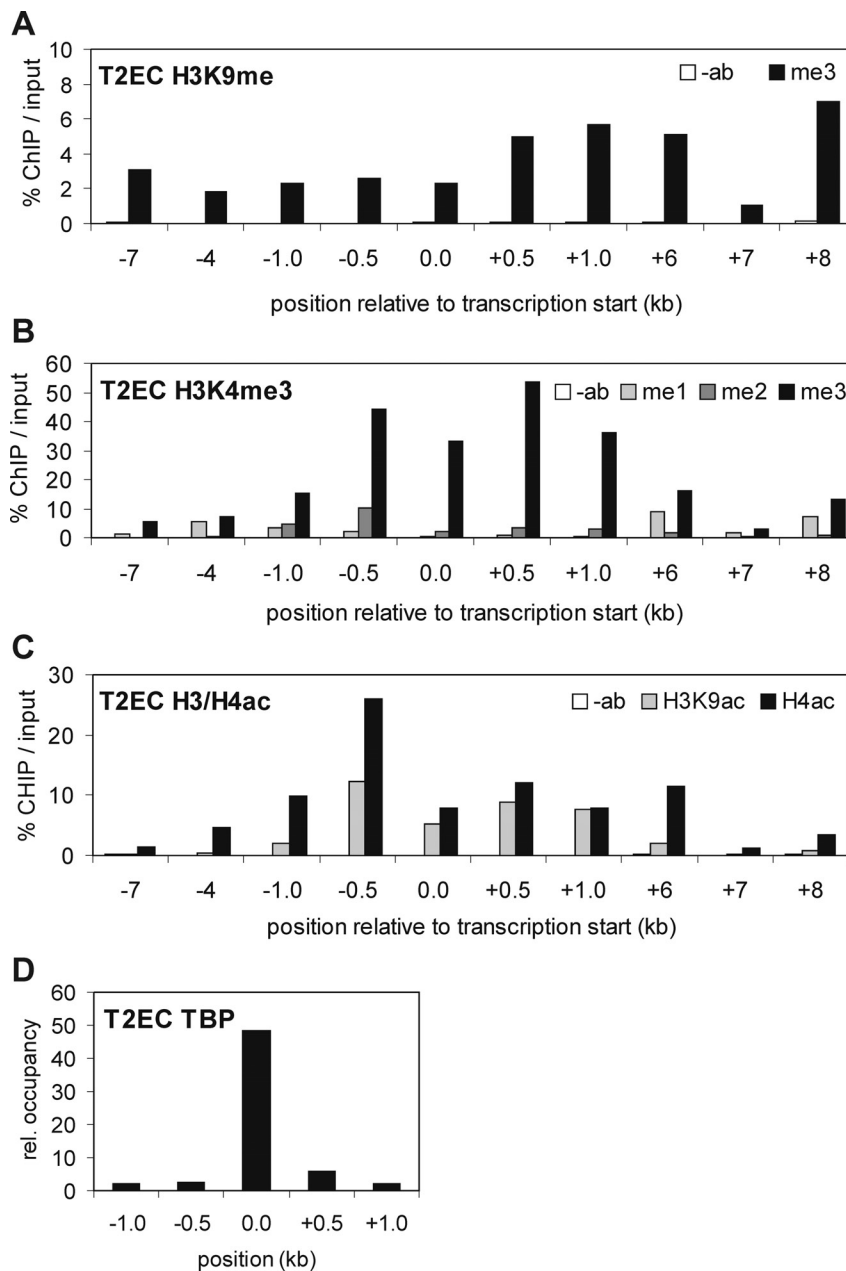 A
T2EC H3K9me
-ab me3
% ChIP / input
10
8
6
4
2
0
-7 -4 -1.0 -0.5 0.0 +0.5 +1.0 +6 +7 +8
position relative to transcription start (kb)
B
T2EC H3K4me3
-ab me1 me2 me3
% ChIP / input
60
50
40
30
20
10
0
-7 -4 -1.0 -0.5 0.0 +0.5 +1.0 +6 +7 +8
position relative to transcription start (kb)
C
T2EC H3/H4ac
-ab H3K9ac H4ac
% CHIP / input
30
20
10
0
-7 -4 -1.0 -0.5 0.0 +0.5 +1.0 +6 +7 +8
position relative to transcription start (kb)
D
T2EC TBP
rel. occupancy
60
50
40
30
20
10
0
-1.0 -0.5 0.0 +0.5 +1.0
position (kb)